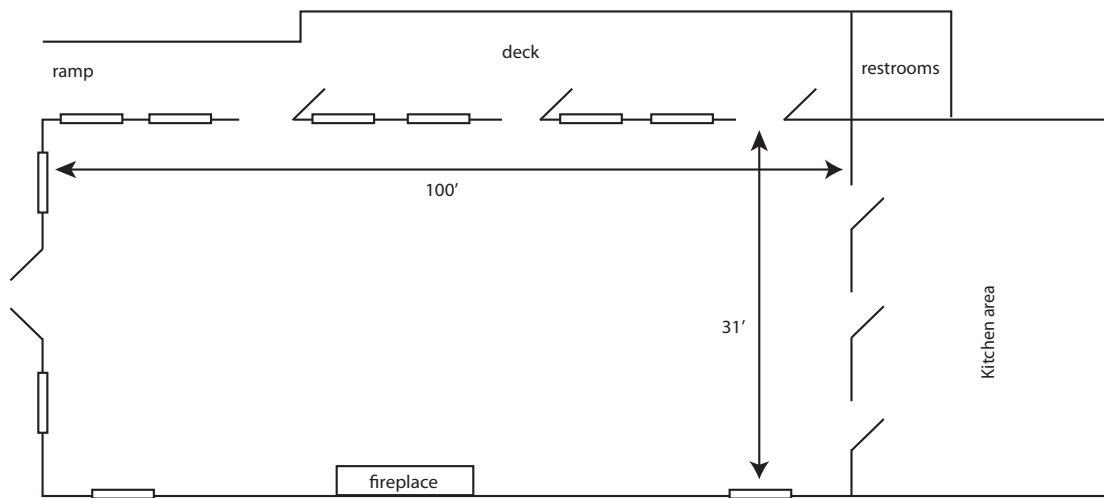 deck
ramp
restrooms
100’
31’
Kitchen area
fireplace